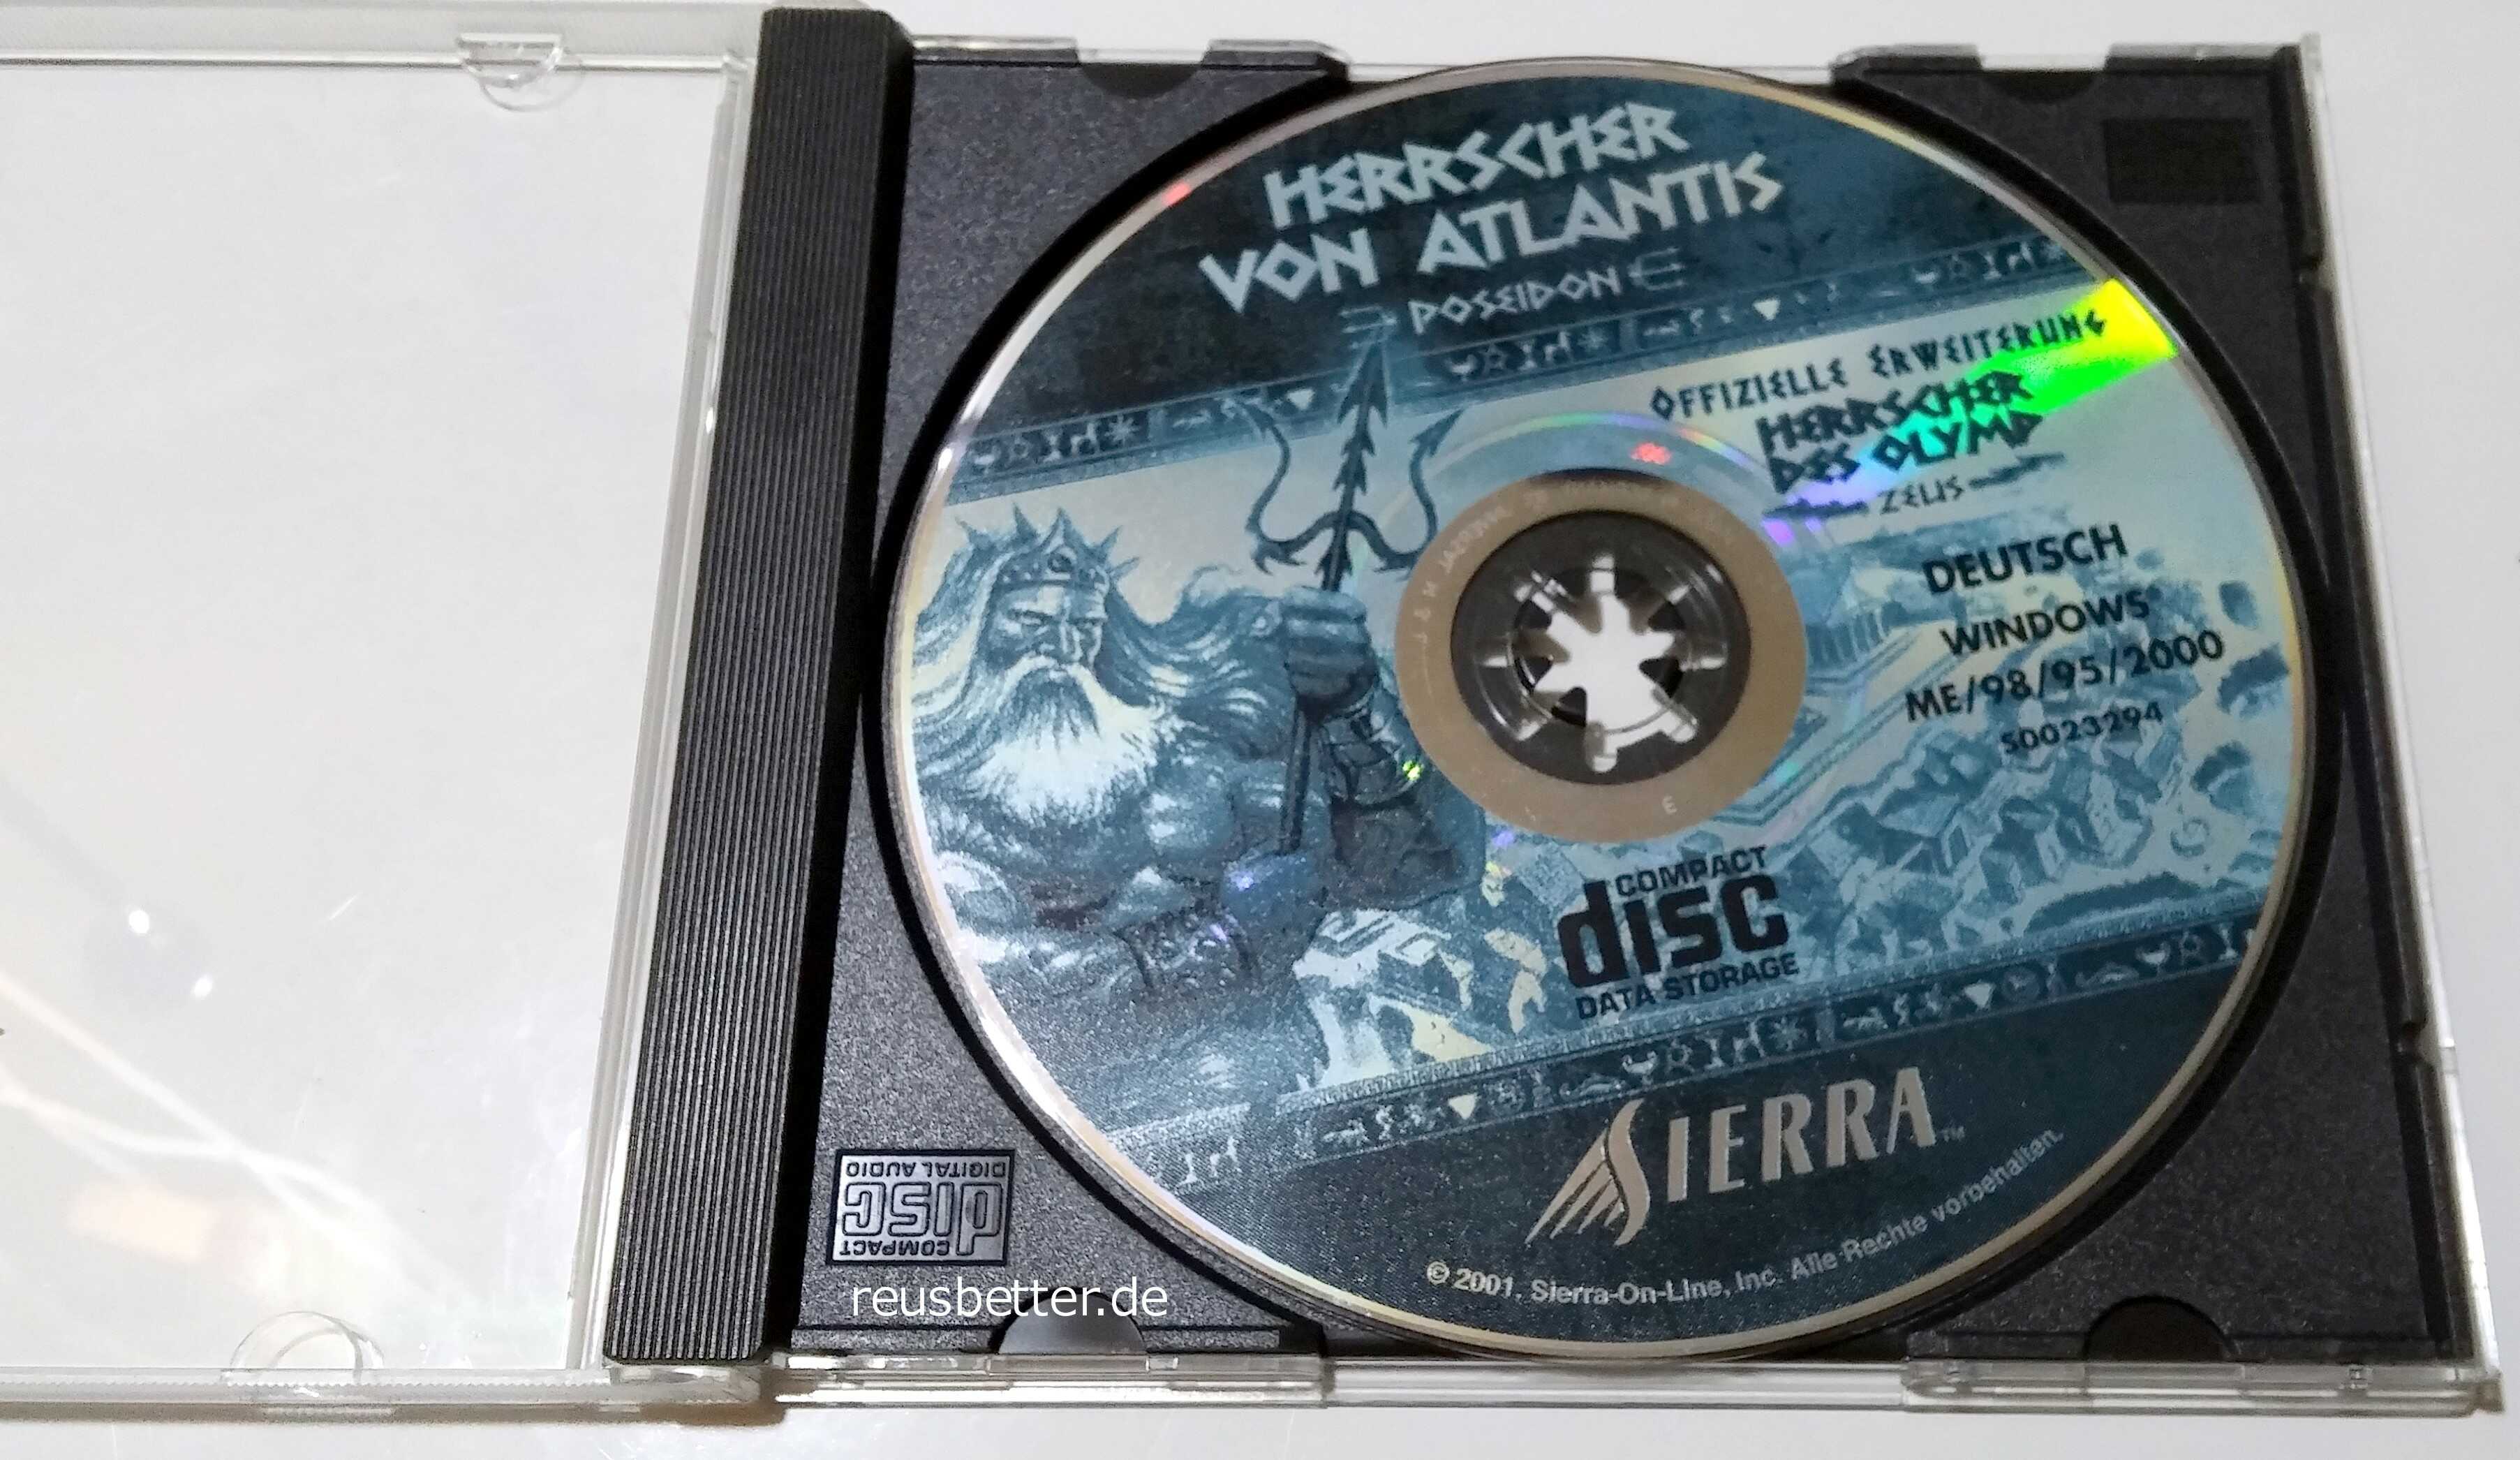 HERRSCHER
VON ATLANTIS
POSEIDON
OFFIZIELLE ERWEITERUNG
HERRSCHER
DES OLYMP
ZEUS
DEUTSCH
WINDOWS®
ME/98/95/2000
S0023294
E
COMPACT
disc
DATA STORAGE
SIERRA™
© 2001. Sierra-On-Line, Inc. Alle Rechte vorbehalten.
COMPACT
disc
DIGITAL AUDIO
reusbetter.de